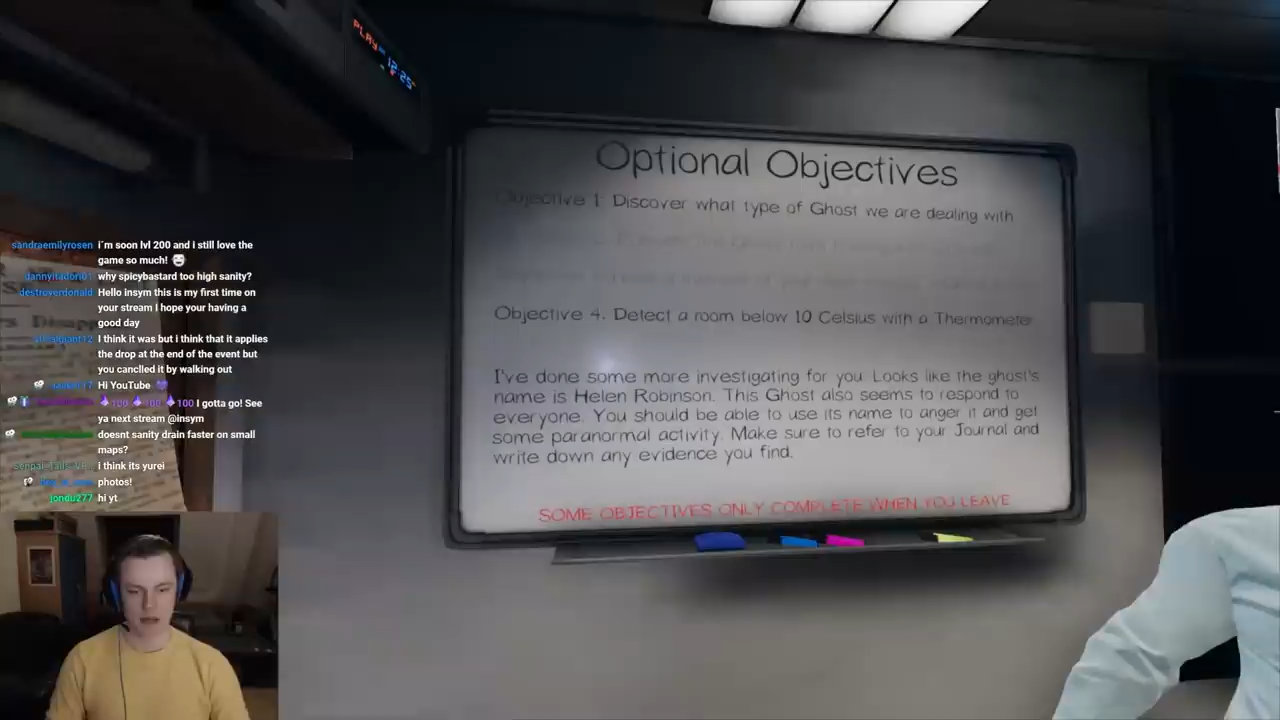 PLAY
12:25
Optional Objectives
Objective 1. Discover what type of Ghost we are dealing with
Objective 4. Detect a room below 10 Celsius with a Thermometer
I've done some more investigating for you. Looks like the ghost's
name is Helen Robinson. This Ghost also seems to respond to
everyone. You should be able to use its name to anger it and get
some paranormal activity. Make sure to refer to your Journal and
write down any evidence you find.
SOME OBJECTIVES ONLY COMPLETE WHEN YOU LEAVE
sandraemilyrosen i´m soon lvl 200 and i still love the
game so much!
why spicybastard too high sanity?
destroyerdonald Hello insym this is my first time on
your stream i hope your having a
good day
I think it was but i think that it applies
the drop at the end of the event but
you canclled it by walking out
Hi YouTube
100 100 100 I gotta go! See
ya next stream @insym
doesnt sanity drain faster on small
maps?
i think its yurei
photos!
jondu277 hi yt